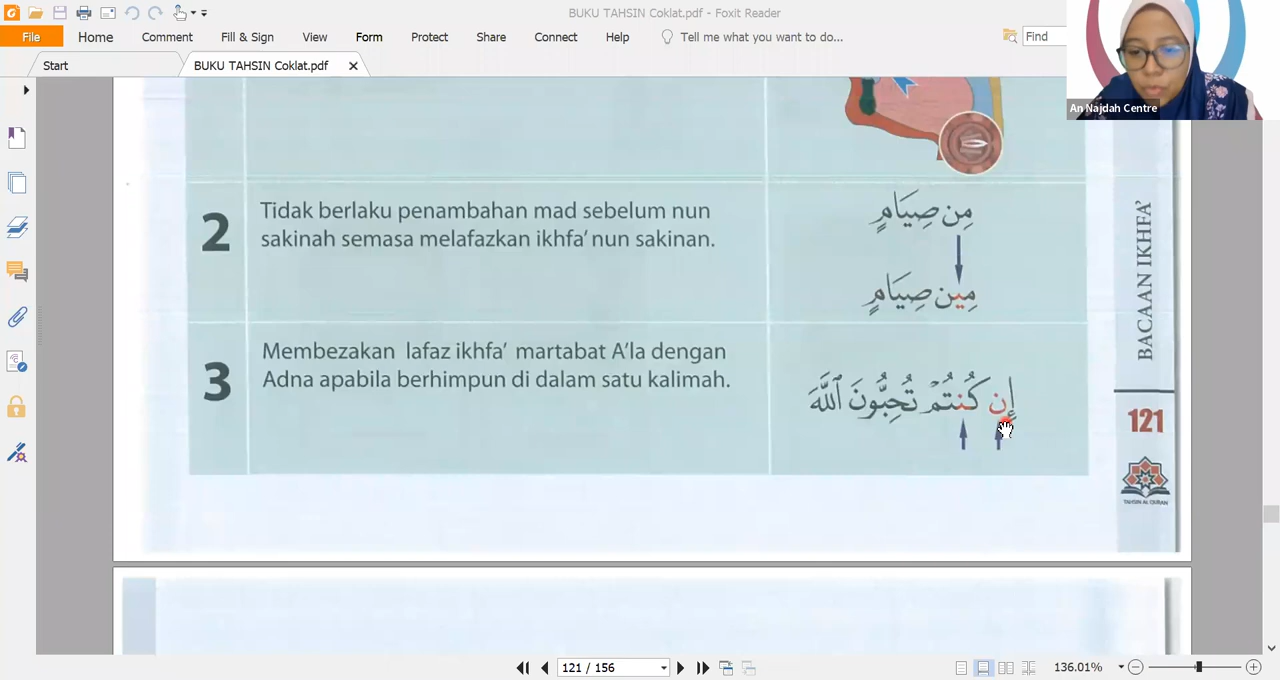 BUKU TAHSIN Coklat.pdf - Foxit Reader
File Home Comment Fill & Sign View Form Protect Share Connect Help Tell me what you want to do... Find
Start BUKU TAHSIN Coklat.pdf
An Najdah Centre
2
Tidak berlaku penambahan mad sebelum nun
sakinah semasa melafazkan ikhfa' nun sakinan.
مِن صِيَامٍ
مِين صِيَامٍ
3
Membezakan lafaz ikhfa' martabat A'la dengan
Adna apabila berhimpun di dalam satu kalimah.
إِن كُنتُمْ تُحِبُّونَ ٱللَّهَ
BACAAN IKHFA'
121
TAHSIN AL QURAN
121 / 156
136.01%